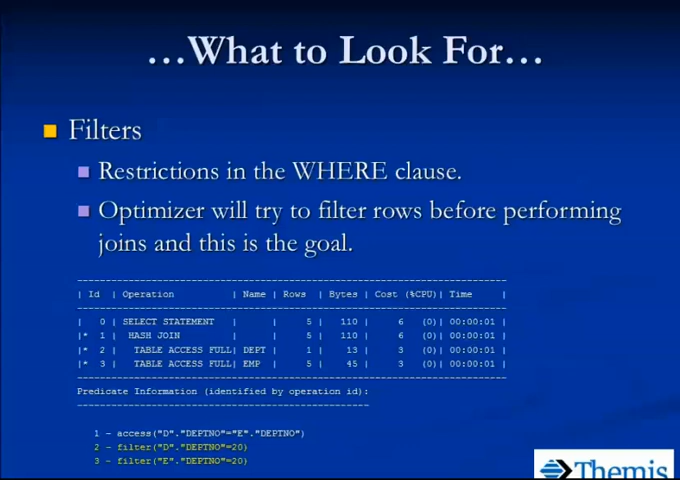 …What to Look For…
Filters
Restrictions in the WHERE clause.
Optimizer will try to filter rows before performing
joins and this is the goal.
--------------------------------------------------------------------------
| Id | Operation | Name | Rows | Bytes | Cost (%CPU)| Time |
--------------------------------------------------------------------------
| 0 | SELECT STATEMENT | | 5 | 110 | 6 (0)| 00:00:01 |
|* 1 | HASH JOIN | | 5 | 110 | 6 (0)| 00:00:01 |
|* 2 | TABLE ACCESS FULL| DEPT | 1 | 13 | 3 (0)| 00:00:01 |
|* 3 | TABLE ACCESS FULL| EMP | 5 | 45 | 3 (0)| 00:00:01 |
--------------------------------------------------------------------------
Predicate Information (identified by operation id):
---------------------------------------------------
1 - access("D"."DEPTNO"="E"."DEPTNO")
2 - filter("D"."DEPTNO"=20)
3 - filter("E"."DEPTNO"=20)
Themis